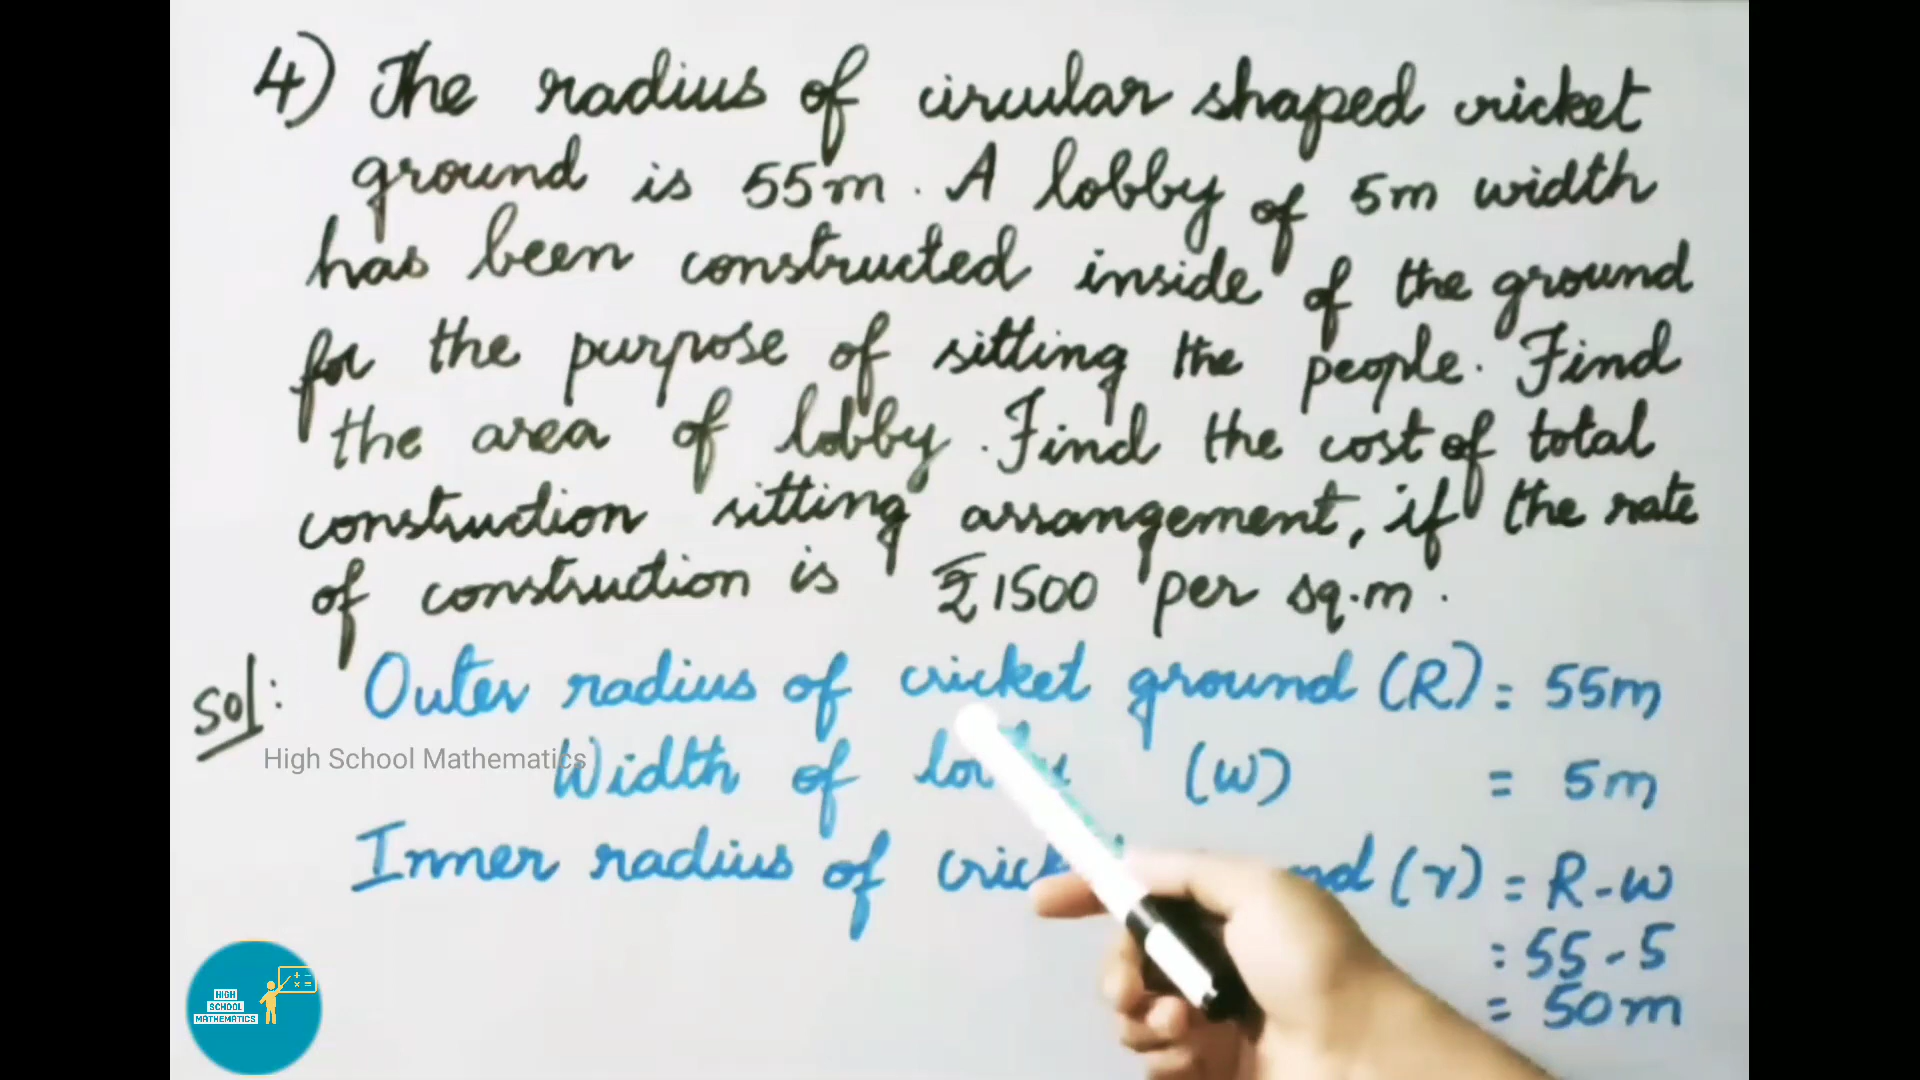 4) The radius of circular shaped cricket
ground is 55m. A lobby of 5m width
has been constructed inside of the ground
for the purpose of sitting the people. Find
the area of lobby. Find the cost of total
construction sitting arrangement, if the rate
of construction is ₹1500 per sq.m.
Sol: Outer radius of cricket ground (R) = 55m
Width of (w) = 5m
High School Mathematics
Inner radius of (r) = R-w
= 55-5
= 50m
HIGH
SCHOOL
MATHEMATICS